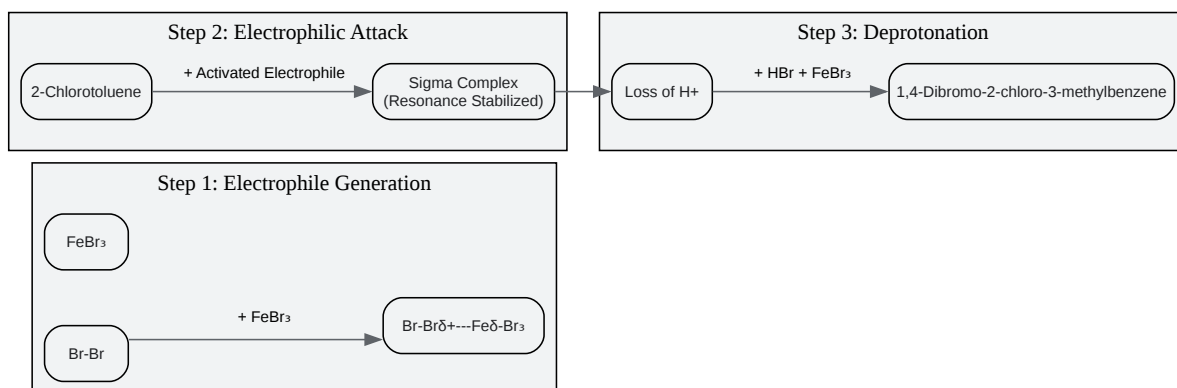 Step 2: Electrophilic Attack
2-Chlorotoluene
+ Activated Electrophile
Sigma Complex
(Resonance Stabilized)
Step 3: Deprotonation
Loss of H+
+ HBr + FeBr₃
1,4-Dibromo-2-chloro-3-methylbenzene
Step 1: Electrophile Generation
FeBr₃
Br-Br
+ FeBr₃
Br-Brδ+---Feδ-Br₃